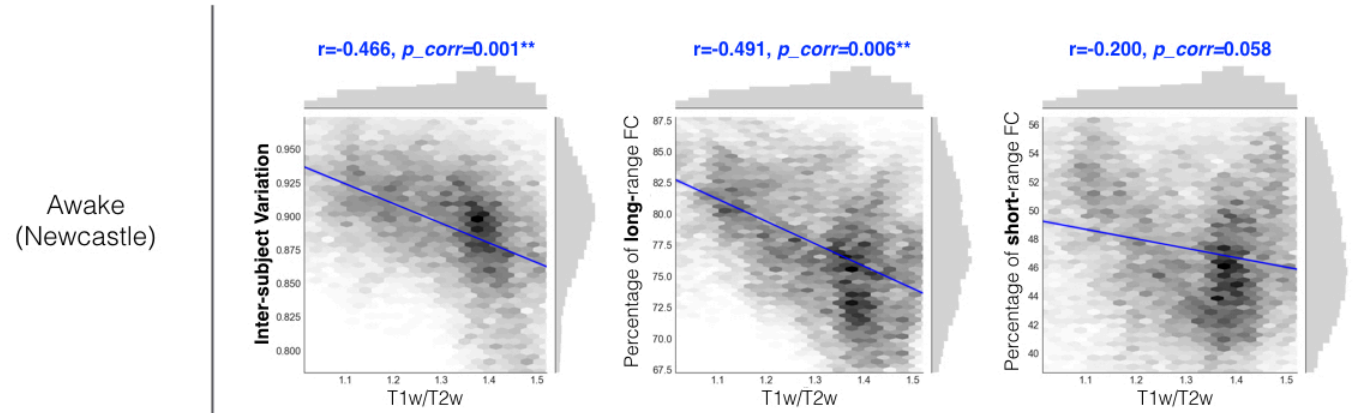 Awake
(Newcastle)
r=-0.466, p_corr=0.001**
Inter-subject Variation
0.950
0.925
0.900
0.875
0.850
0.825
0.800
1.1 1.2 1.3 1.4 1.5
T1w/T2w
r=-0.491, p_corr=0.006**
Percentage of long-range FC
87.5
85.0
82.5
80.0
77.5
75.0
72.5
70.0
67.5
1.1 1.2 1.3 1.4 1.5
T1w/T2w
r=-0.200, p_corr=0.058
Percentage of short-range FC
56
54
52
50
48
46
44
42
40
1.1 1.2 1.3 1.4 1.5
T1w/T2w